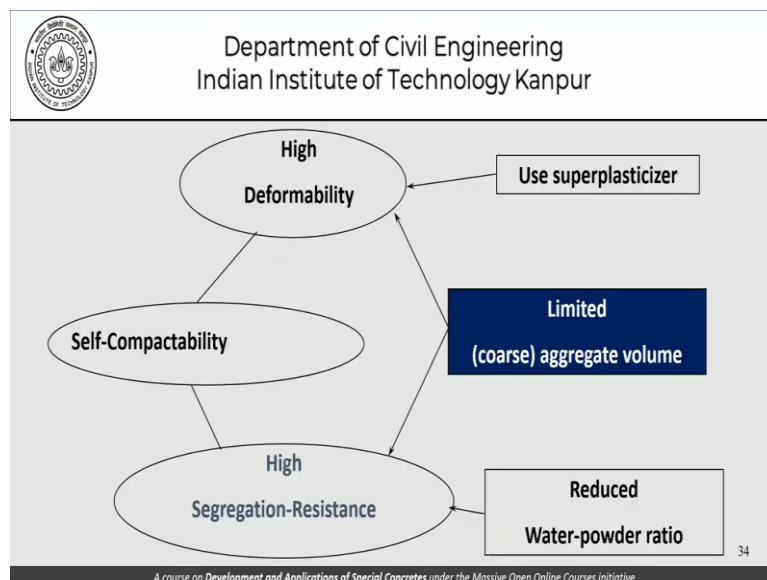 Department of Civil Engineering
Indian Institute of Technology Kanpur
High
Deformability
Use superplasticizer
Limited
(coarse) aggregate volume
Self-Compactability
High
Segregation-Resistance
Reduced
Water-powder ratio
34
A course on Development and Applications of Special Concretes under the Massive Open Online Courses initiative